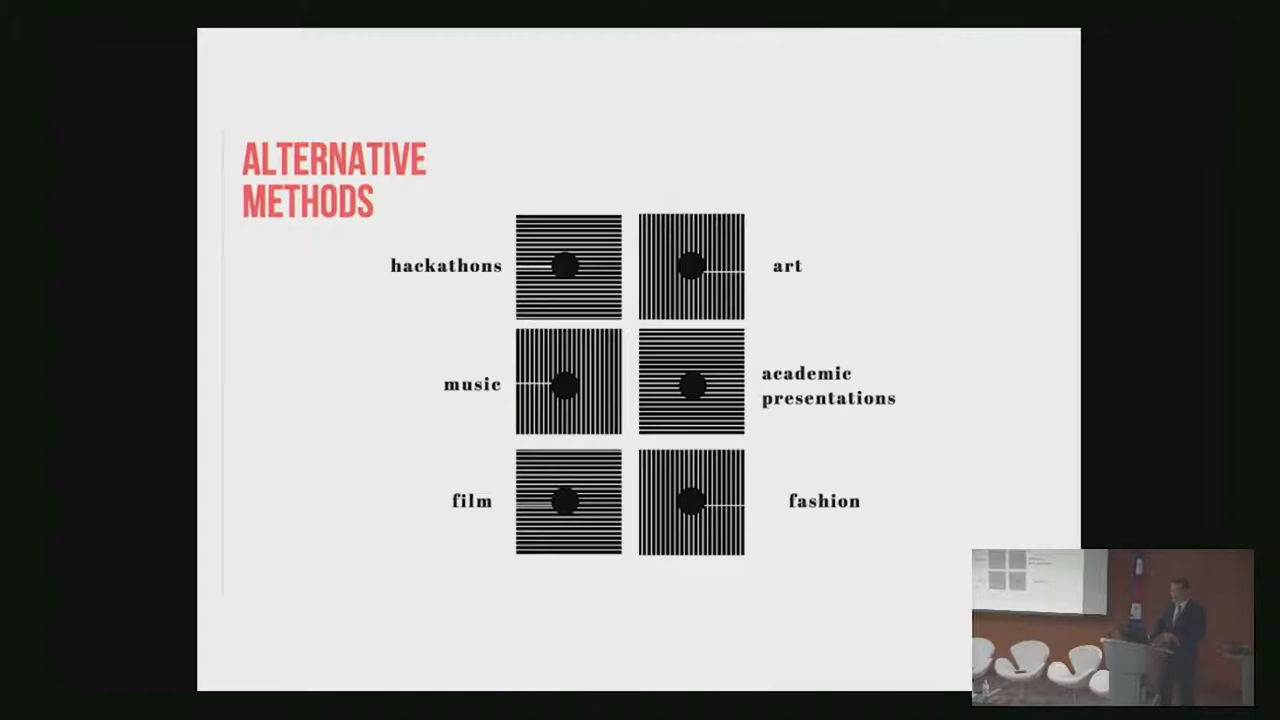 ALTERNATIVE
METHODS
hackathons
art
music
academic
presentations
film
fashion